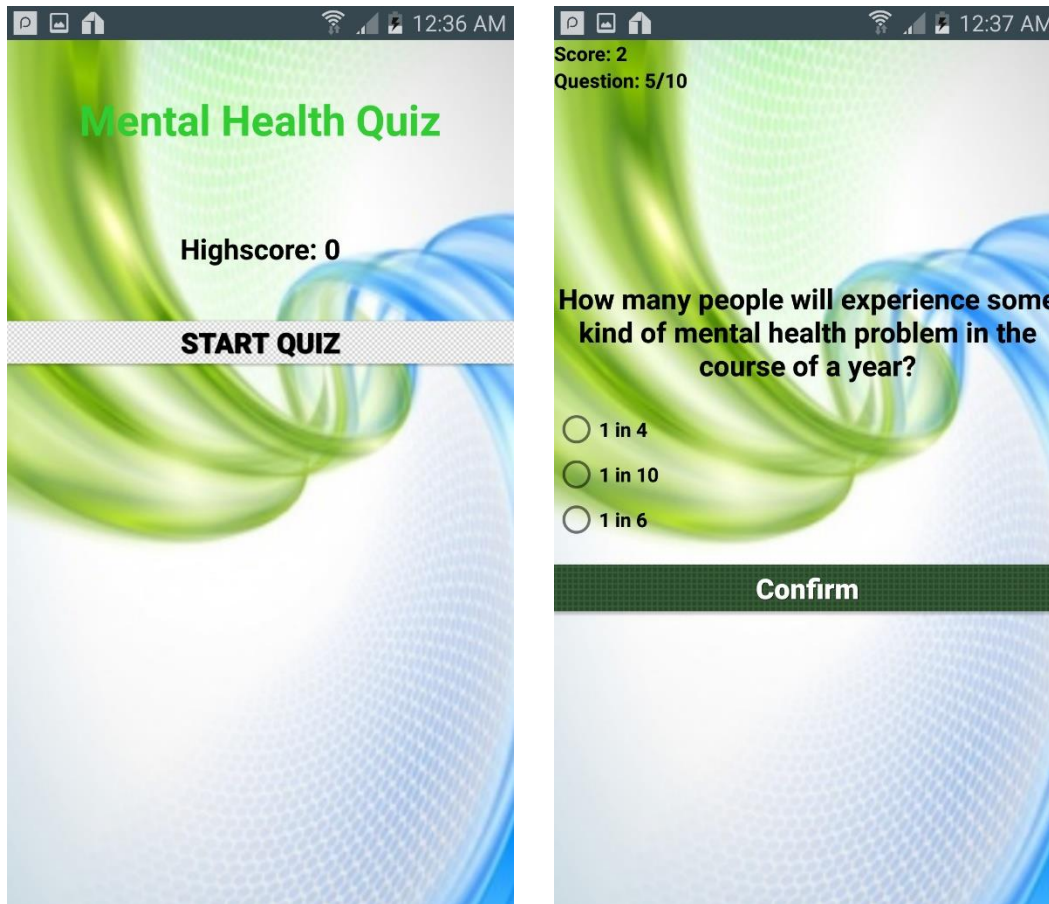 12:36 AM
Mental Health Quiz
Highscore: 0
START QUIZ
12:37 AM
Score: 2
Question: 5/10
How many people will experience some
kind of mental health problem in the
course of a year?
1 in 4
1 in 10
1 in 6
Confirm